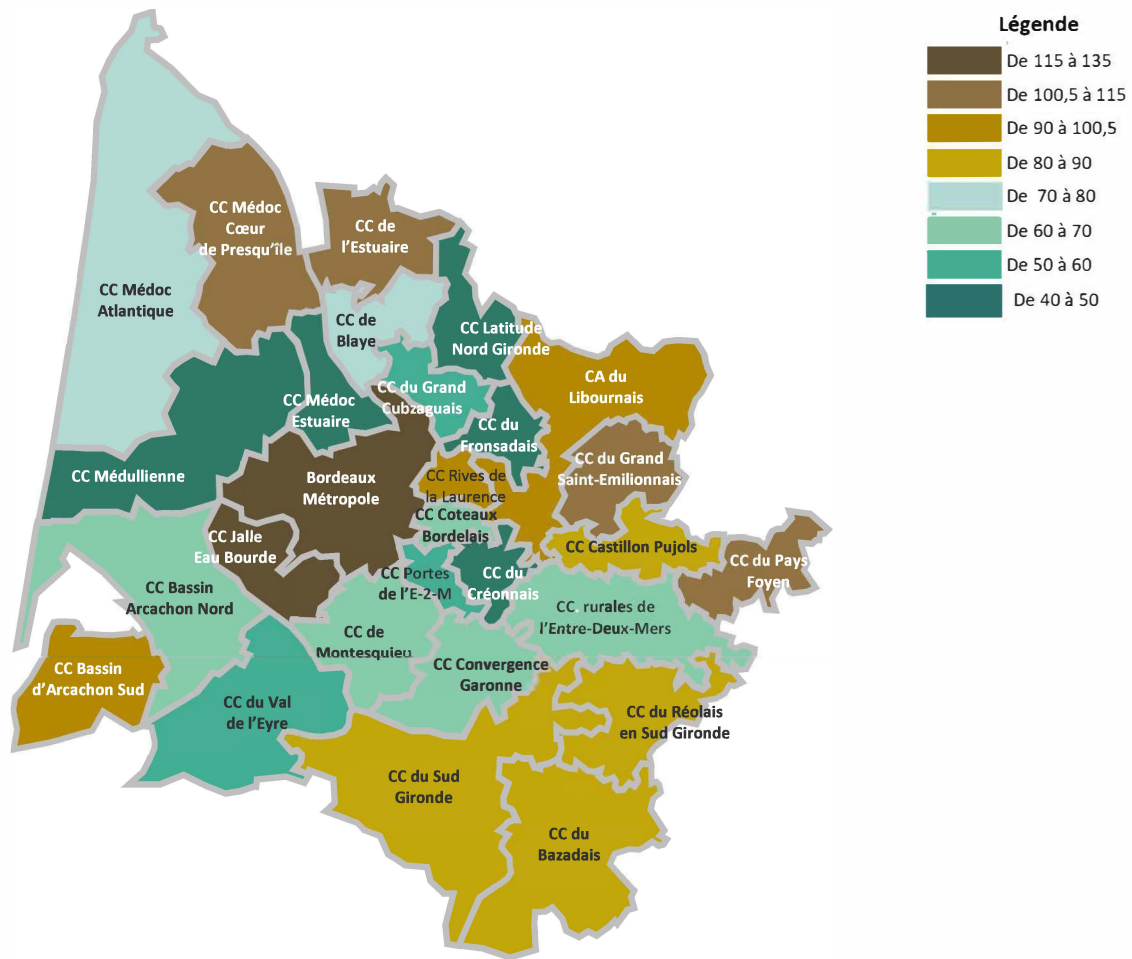 Légende
De 115 à 135
De 100,5 à 115
De 90 à 100,5
De 80 à 90
De 70 à 80
De 60 à 70
De 50 à 60
De 40 à 50
CC Médoc
Cœur
de Presqu’île
CC de
l’Estuaire
CC Médoc
Atlantique
CC de
Blaye
CC Latitude
Nord Gironde
CC du Grand
Cubzaguais
CA du
Libournais
CC Médoc
Estuaire
CC du
Fronsadais
CC Médullienne
Bordeaux
Métropole
CC Rives de
la Laurence
CC du Grand
Saint-Emilionnais
CC Coteaux
Bordelais
CC Jalle
Eau Bourde
CC Castillon Pujols
CC du Pays
Foyen
CC Bassin
Arcachon Nord
CC Portes
de l’E-2-M
CC du
Créonnais
CC. rurales de
l’Entre-Deux-Mers
CC de
Montesquieu
CC Bassin
d’Arcachon Sud
CC Convergence
Garonne
CC du Val
de l’Eyre
CC du Réolais
en Sud Gironde
CC du Sud
Gironde
CC du
Bazadais